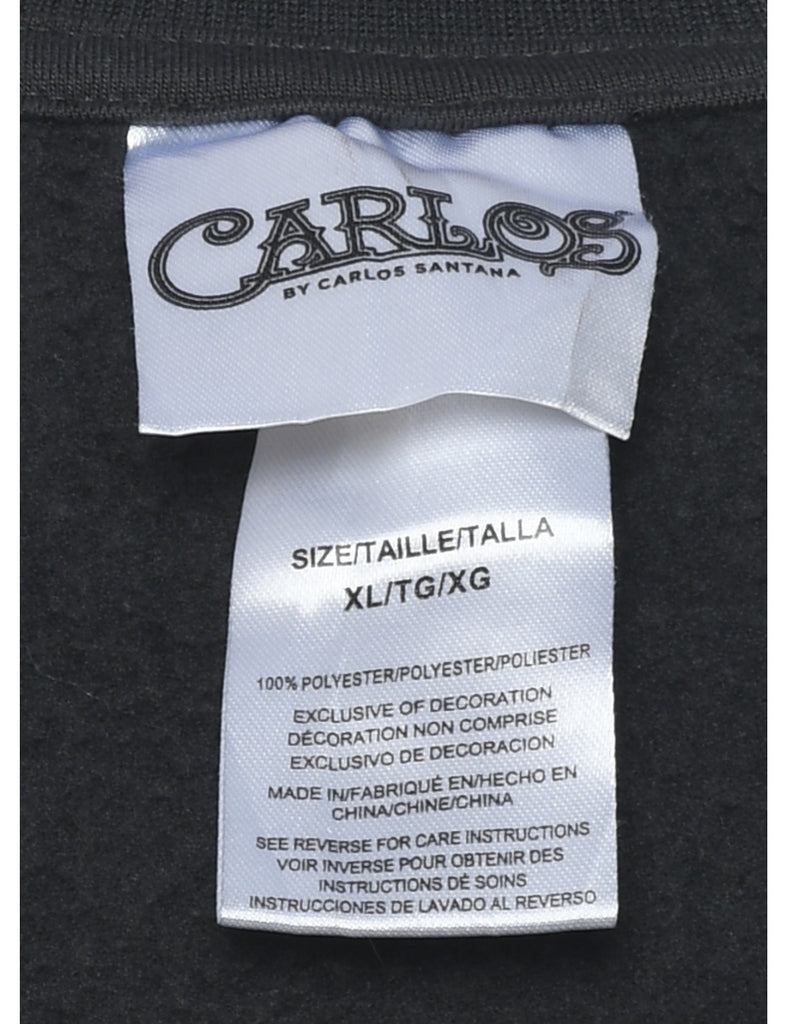 CARLOS
BY CARLOS SANTANA
SIZE/TAILLE/TALLA
XL/TG/XG
100% POLYESTER/POLYESTER/POLIESTER
EXCLUSIVE OF DECORATION
DÉCORATION NON COMPRISE
EXCLUSIVO DE DECORACION
MADE IN/FABRIQUÉ EN/HECHO EN
CHINA/CHINE/CHINA
SEE REVERSE FOR CARE INSTRUCTIONS
VOIR INVERSE POUR OBTENIR DES
INSTRUCTIONS DE SOINS
INSTRUCCIONES DE LAVADO AL REVERSO